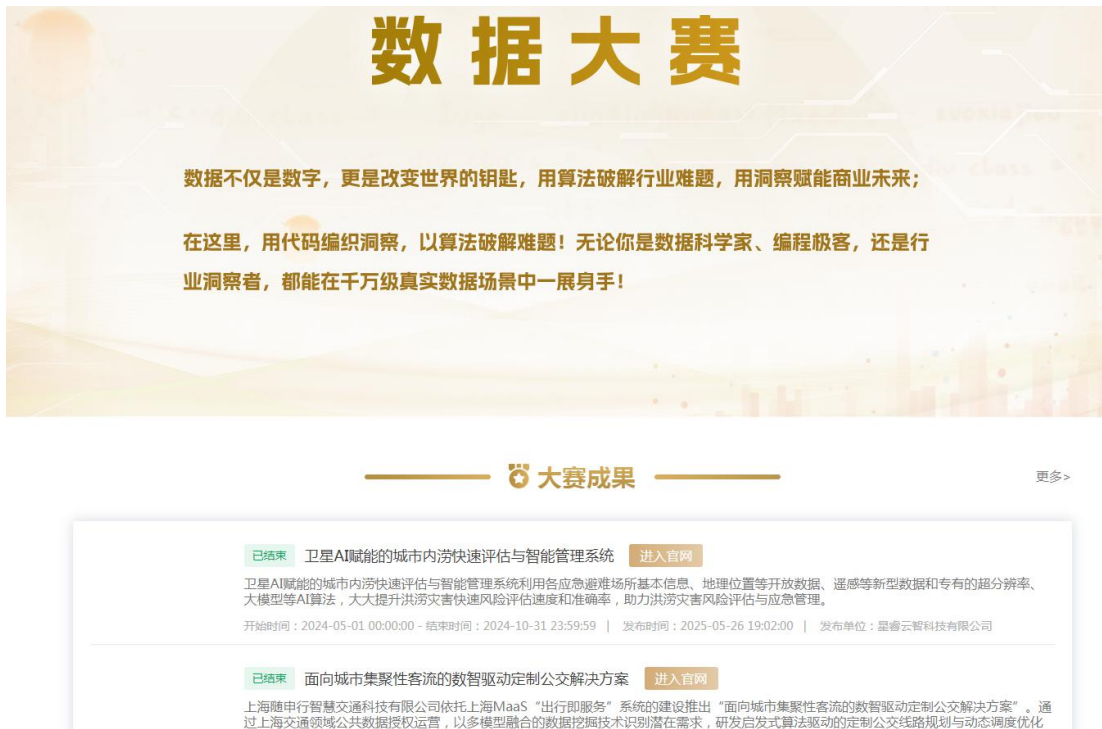 数据大赛
数据不仅是数字，更是改变世界的钥匙，用算法破解行业难题，用洞察赋能商业未来；
在这里，用代码编织洞察，以算法破解难题！无论你是数据科学家、编程极客，还是行
业洞察者，都能在千万级真实数据场景中一展身手！
大赛成果
更多>
已结束 卫星AI赋能的城市内涝快速评估与智能管理系统 进入官网
卫星AI赋能的城市内涝快速评估与智能管理系统利用各应急避难场所基本信息、地理位置等开放数据、遥感等新型数据和专有的超分辨率、
大模型等AI算法，大大提升洪涝灾害快速风险评估速度和准确率，助力洪涝灾害风险评估与应急管理。
开始时间：2024-05-01 00:00:00 - 结束时间：2024-10-31 23:59:59 | 发布时间：2025-05-26 19:02:00 | 发布单位：星睿云智科技有限公司
已结束 面向城市集聚性客流的数智驱动定制公交解决方案 进入官网
上海随申行智慧交通科技有限公司依托上海MaaS“出行即服务”系统的建设推出“面向城市集聚性客流的数智驱动定制公交解决方案”。通
过上海交通领域公共数据授权运营，以多模型融合的数据挖掘技术识别潜在需求，研发启发式算法驱动的定制公交线路规划与动态调度优化